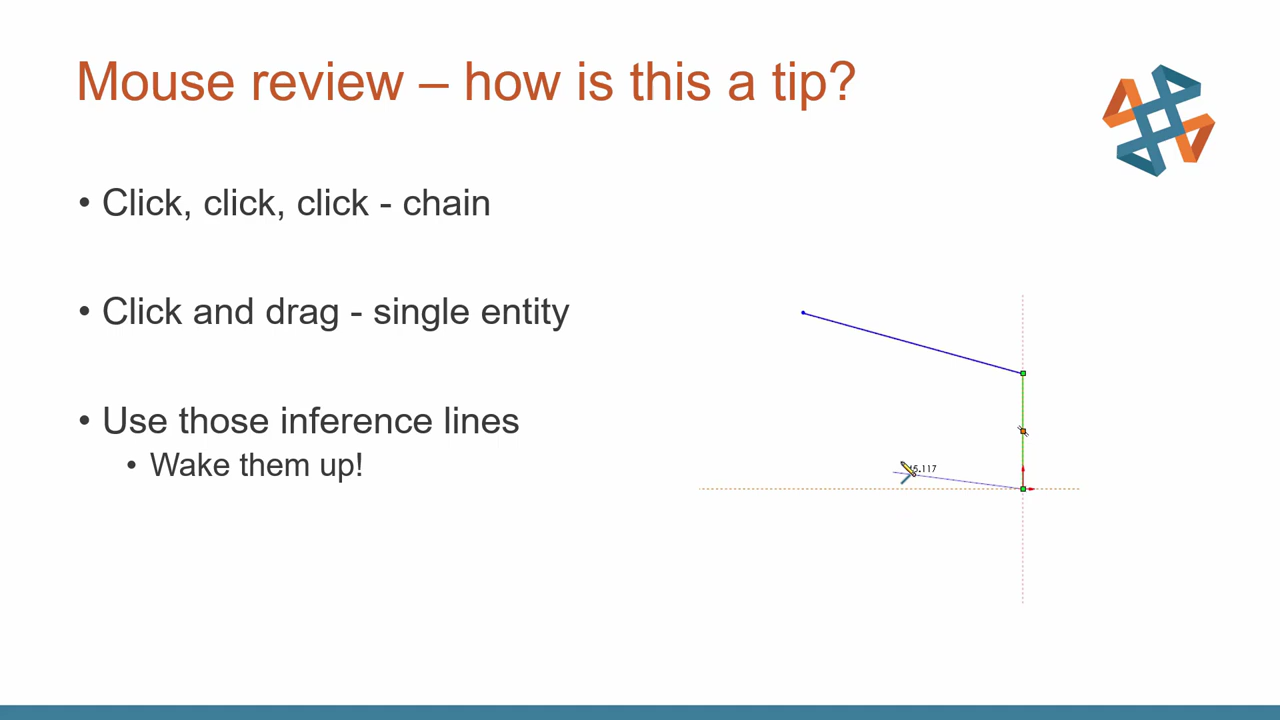 Mouse review – how is this a tip?
• Click, click, click - chain
• Click and drag - single entity
• Use those inference lines
• Wake them up!
5.117